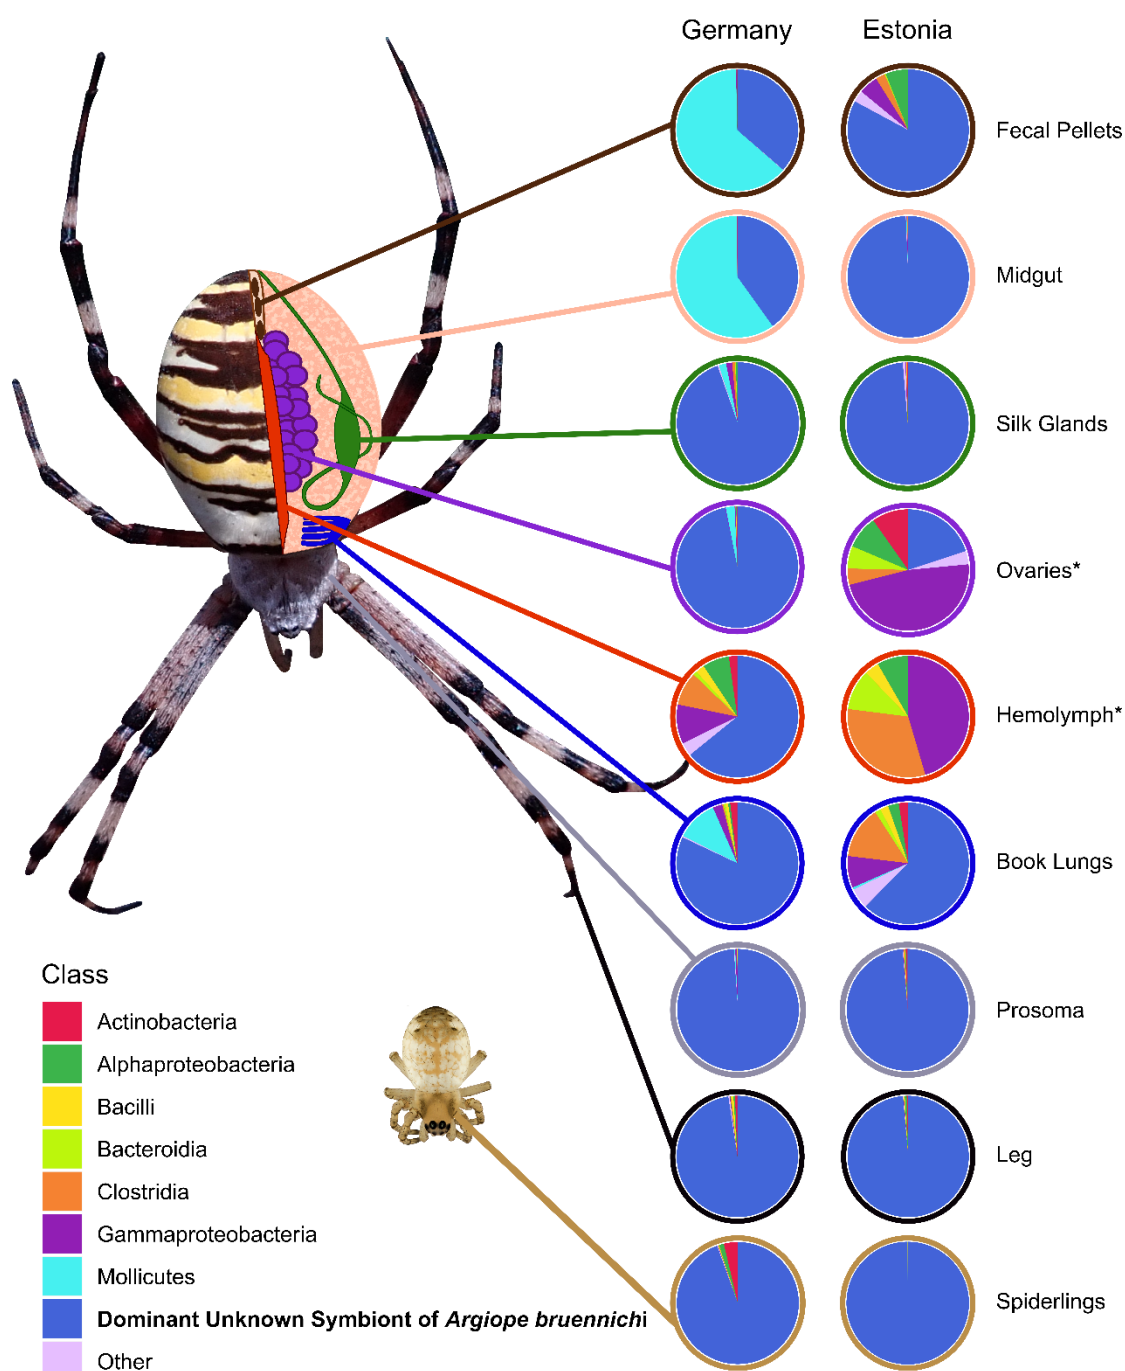 Germany Estonia
Fecal Pellets
Midgut
Silk Glands
Ovaries*
Hemolymph*
Book Lungs
Prosoma
Leg
Spiderlings
Class
Actinobacteria
Alphaproteobacteria
Bacilli
Bacteroidia
Clostridia
Gammaproteobacteria
Mollicutes
Dominant Unknown Symbiont of Argiope bruennichi
Other